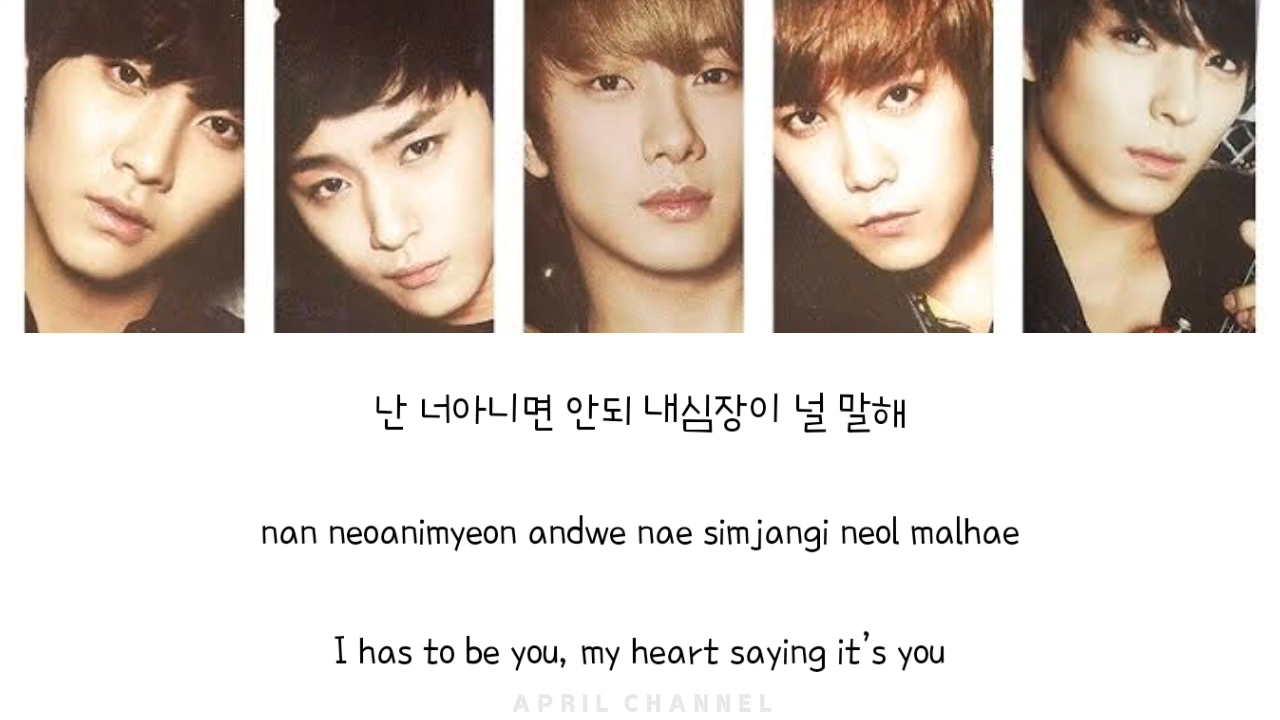 난 너아니면 안되 내심장이 널 말해
nan neoanimyeon andwe nae simjangi neol malhae
I has to be you, my heart saying it’s you
APRIL CHANNEL